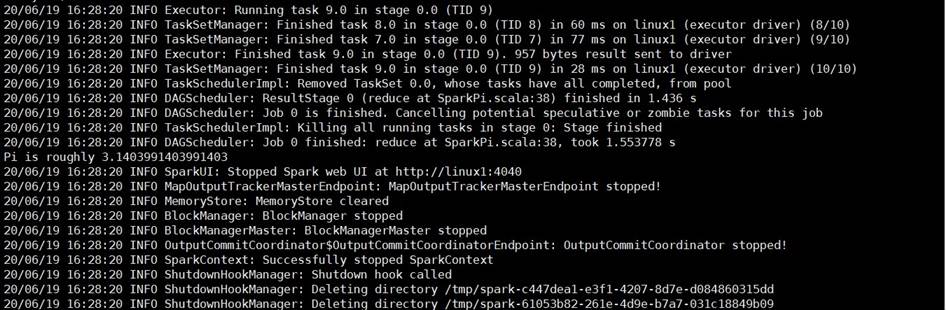 20/06/19 16:28:20 INFO Executor: Running task 9.0 in stage 0.0 (TID 9)
20/06/19 16:28:20 INFO TaskSetManager: Finished task 8.0 in stage 0.0 (TID 8) in 60 ms on linux1 (executor driver) (8/10)
20/06/19 16:28:20 INFO TaskSetManager: Finished task 7.0 in stage 0.0 (TID 7) in 77 ms on linux1 (executor driver) (9/10)
20/06/19 16:28:20 INFO Executor: Finished task 9.0 in stage 0.0 (TID 9). 957 bytes result sent to driver
20/06/19 16:28:20 INFO TaskSetManager: Finished task 9.0 in stage 0.0 (TID 9) in 28 ms on linux1 (executor driver) (10/10)
20/06/19 16:28:20 INFO TaskSchedulerImpl: Removed TaskSet 0.0, whose tasks have all completed, from pool
20/06/19 16:28:20 INFO DAGScheduler: ResultStage 0 (reduce at SparkPi.scala:38) finished in 1.436 s
20/06/19 16:28:20 INFO DAGScheduler: Job 0 is finished. Cancelling potential speculative or zombie tasks for this job
20/06/19 16:28:20 INFO TaskSchedulerImpl: Killing all running tasks in stage 0: Stage finished
20/06/19 16:28:20 INFO DAGScheduler: Job 0 finished: reduce at SparkPi.scala:38, took 1.553778 s
Pi is roughly 3.1403991403991403
20/06/19 16:28:20 INFO SparkUI: Stopped Spark web UI at http://linux1:4040
20/06/19 16:28:20 INFO MapOutputTrackerMasterEndpoint: MapOutputTrackerMasterEndpoint stopped!
20/06/19 16:28:20 INFO MemoryStore: MemoryStore cleared
20/06/19 16:28:20 INFO BlockManager: BlockManager stopped
20/06/19 16:28:20 INFO BlockManagerMaster: BlockManagerMaster stopped
20/06/19 16:28:20 INFO OutputCommitCoordinator$OutputCommitCoordinatorEndpoint: OutputCommitCoordinator stopped!
20/06/19 16:28:20 INFO SparkContext: Successfully stopped SparkContext
20/06/19 16:28:20 INFO ShutdownHookManager: Shutdown hook called
20/06/19 16:28:20 INFO ShutdownHookManager: Deleting directory /tmp/spark-c447dea1-e3f1-4207-8d7e-d084860315dd
20/06/19 16:28:20 INFO ShutdownHookManager: Deleting directory /tmp/spark-61053b82-261e-4d9e-b7a7-031c18849b09